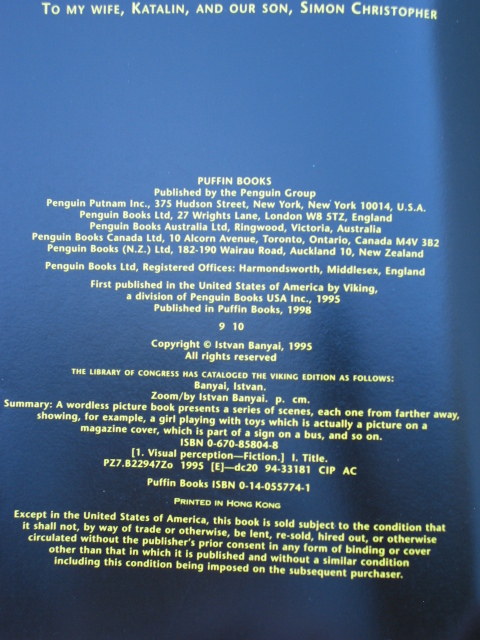 TO MY WIFE, KATALIN, AND OUR SON, SIMON CHRISTOPHER
PUFFIN BOOKS
Published by the Penguin Group
Penguin Putnam Inc., 375 Hudson Street, New York, New York 10014, U.S.A.
Penguin Books Ltd, 27 Wrights Lane, London W8 5TZ, England
Penguin Books Australia Ltd, Ringwood, Victoria, Australia
Penguin Books Canada Ltd, 10 Alcorn Avenue, Toronto, Ontario, Canada M4V 3B2
Penguin Books (N.Z.) Ltd, 182-190 Wairau Road, Auckland 10, New Zealand
Penguin Books Ltd, Registered Offices: Harmondsworth, Middlesex, England
First published in the United States of America by Viking,
a division of Penguin Books USA Inc., 1995
Published in Puffin Books, 1998
9 10
Copyright © Istvan Banyai, 1995
All rights reserved
THE LIBRARY OF CONGRESS HAS CATALOGED THE VIKING EDITION AS FOLLOWS:
Banyai, Istvan.
Zoom/by Istvan Banyai. p. cm.
Summary: A wordless picture book presents a series of scenes, each one from farther away,
showing, for example, a girl playing with toys which is actually a picture on a
magazine cover, which is part of a sign on a bus, and so on.
ISBN 0-670-85804-8
[1. Visual perception—Fiction.] I. Title.
PZ7.B22947Zo 1995 [E]—dc20 94-33181 CIP AC
Puffin Books ISBN 0-14-055774-1
PRINTED IN HONG KONG
Except in the United States of America, this book is sold subject to the condition that
it shall not, by way of trade or otherwise, be lent, re-sold, hired out, or otherwise
circulated without the publisher's prior consent in any form of binding or cover
other than that in which it is published and without a similar condition
including this condition being imposed on the subsequent purchaser.